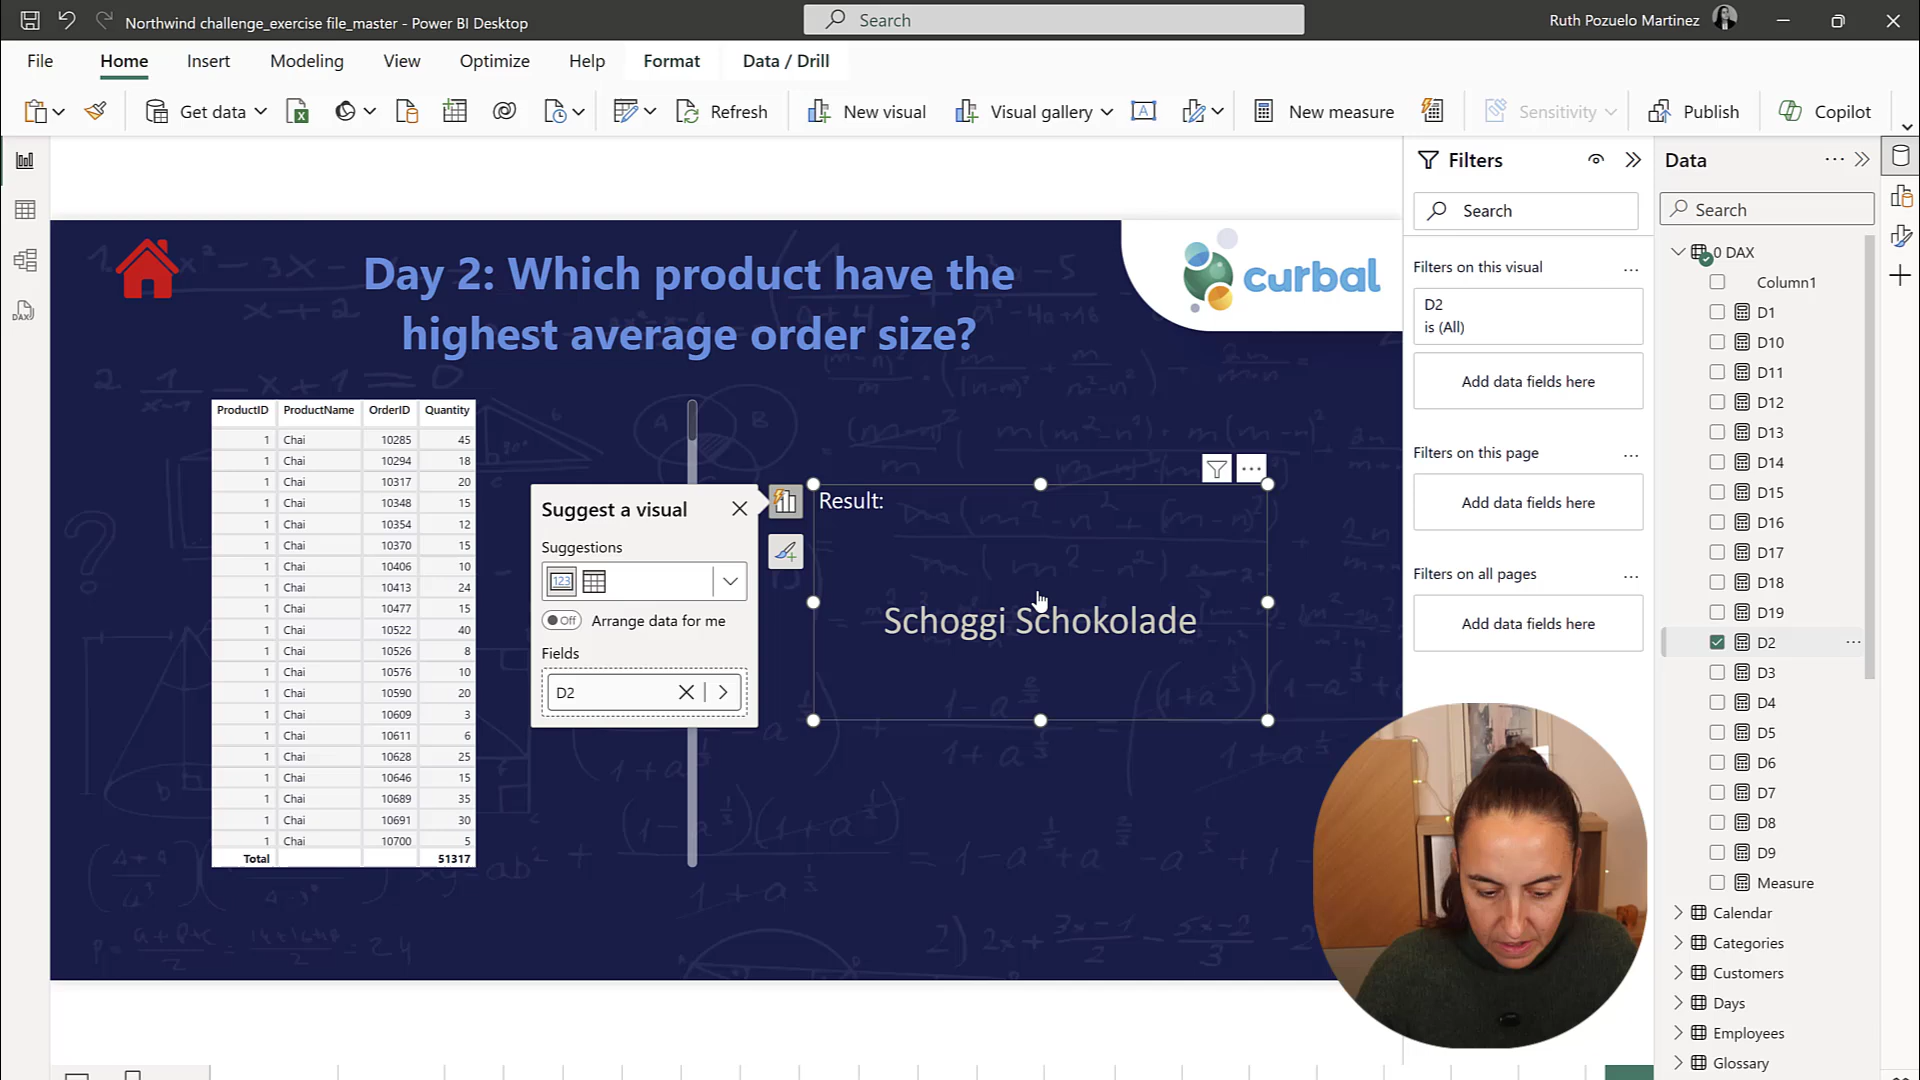 Northwind challenge_exercise file_master - Power BI Desktop
Search
Ruth Pozuelo Martinez
File
Home
Insert
Modeling
View
Optimize
Help
Format
Data / Drill
Get data
Refresh
New visual
Visual gallery
New measure
Sensitivity
Publish
Copilot
Day 2: Which product have the
highest average order size?
curbal
ProductID ProductName OrderID Quantity
1 Chai 10285 45
1 Chai 10294 18
1 Chai 10317 20
1 Chai 10348 15
1 Chai 10354 12
1 Chai 10370 15
1 Chai 10406 10
1 Chai 10413 24
1 Chai 10477 15
1 Chai 10522 40
1 Chai 10526 8
1 Chai 10576 10
1 Chai 10590 20
1 Chai 10609 3
1 Chai 10611 6
1 Chai 10628 25
1 Chai 10646 15
1 Chai 10689 35
1 Chai 10691 30
1 Chai 10700 5
Total 51317
Suggest a visual
Suggestions
123
Off Arrange data for me
Fields
D2
Result:
Schoggi Schokolade
Filters
Search
Filters on this visual
D2
is (All)
Add data fields here
Filters on this page
Add data fields here
Filters on all pages
Add data fields here
Data
Search
0 DAX
Column1
D1
D10
D11
D12
D13
D14
D15
D16
D17
D18
D19
D2
D3
D4
D5
D6
D7
D8
D9
Measure
Calendar
Categories
Customers
Days
Employees
Glossary